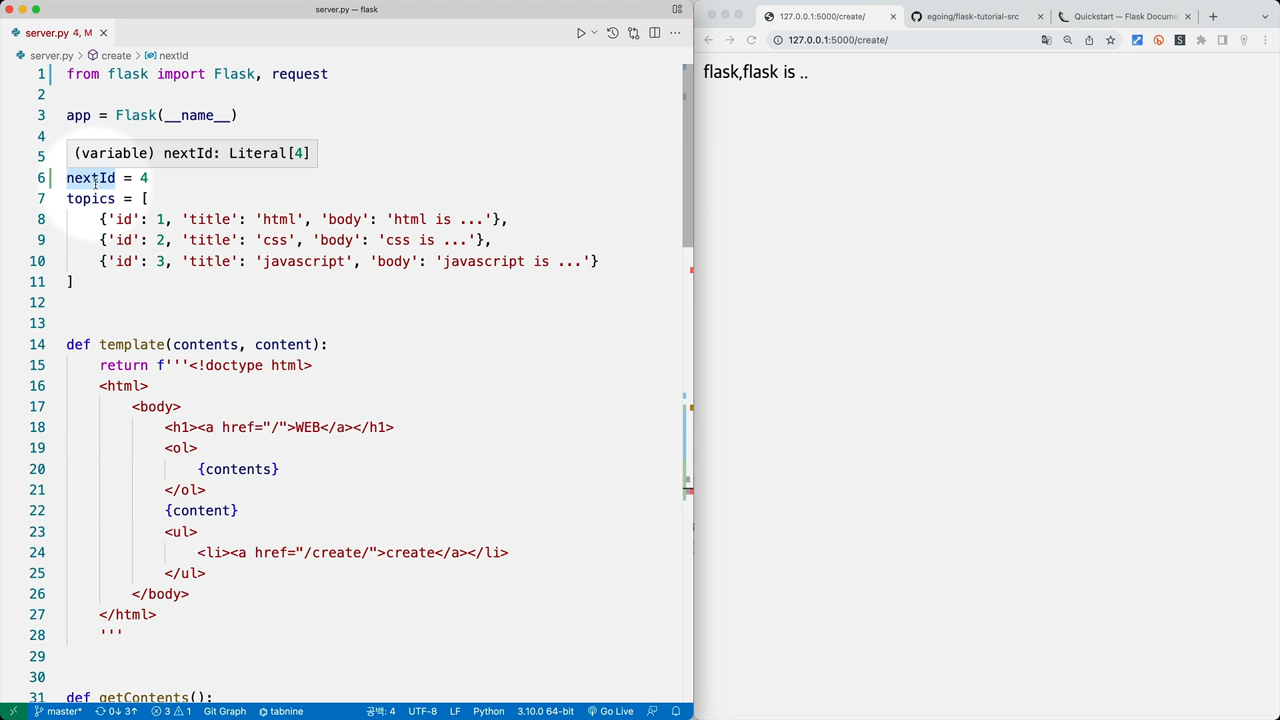 server.py — flask
server.py 4, M
server.py > create > nextId
1 from flask import Flask, request
2
3 app = Flask(__name__)
4
5
(variable) nextId: Literal[4]
6 nextId = 4
7 topics = [
8 {'id': 1, 'title': 'html', 'body': 'html is ...'},
9 {'id': 2, 'title': 'css', 'body': 'css is ...'},
10 {'id': 3, 'title': 'javascript', 'body': 'javascript is ...'}
11 ]
12
13
14 def template(contents, content):
15 return f'''<!doctype html>
16 <html>
17 <body>
18 <h1><a href="/">WEB</a></h1>
19 <ol>
20 {contents}
21 </ol>
22 {content}
23 <ul>
24 <li><a href="/create/">create</a></li>
25 </ul>
26 </body>
27 </html>
28 '''
29
30
31 def getContents():
master* 0↓ 3↑ 3 1 Git Graph tabnine 공백: 4 UTF-8 LF Python 3.10.0 64-bit Go Live
127.0.0.1:5000/create/
egoing/flask-tutorial-src
Quickstart — Flask Docume
127.0.0.1:5000/create/
flask,flask is ..